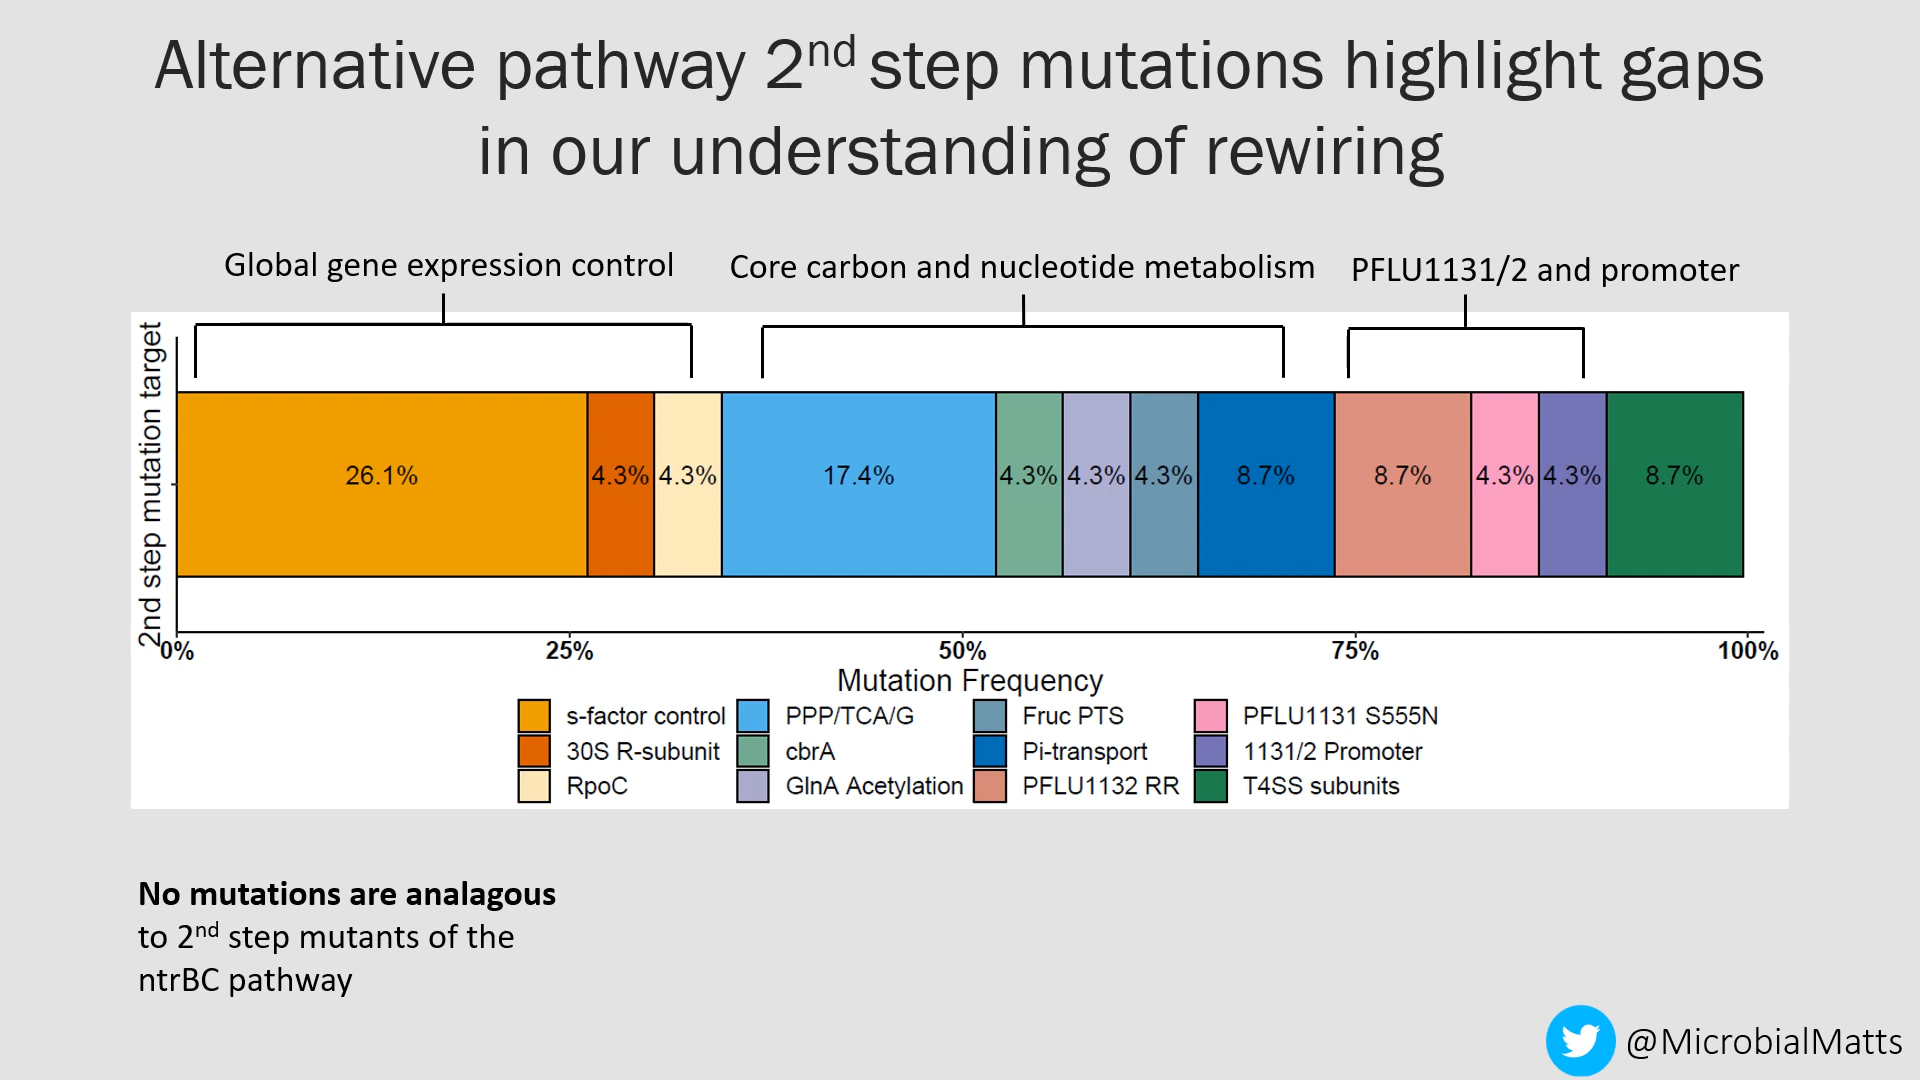 Alternative pathway 2nd step mutations highlight gaps
in our understanding of rewiring
Global gene expression control
Core carbon and nucleotide metabolism
PFLU1131/2 and promoter
2nd step mutation target
26.1%
4.3%
4.3%
17.4%
4.3%
4.3%
4.3%
8.7%
8.7%
4.3%
4.3%
8.7%
0%
25%
50%
75%
100%
Mutation Frequency
s-factor control
30S R-subunit
RpoC
PPP/TCA/G
cbrA
GlnA Acetylation
Fruc PTS
Pi-transport
PFLU1132 RR
PFLU1131 S555N
1131/2 Promoter
T4SS subunits
No mutations are analagous
to 2nd step mutants of the
ntrBC pathway
@MicrobialMatts